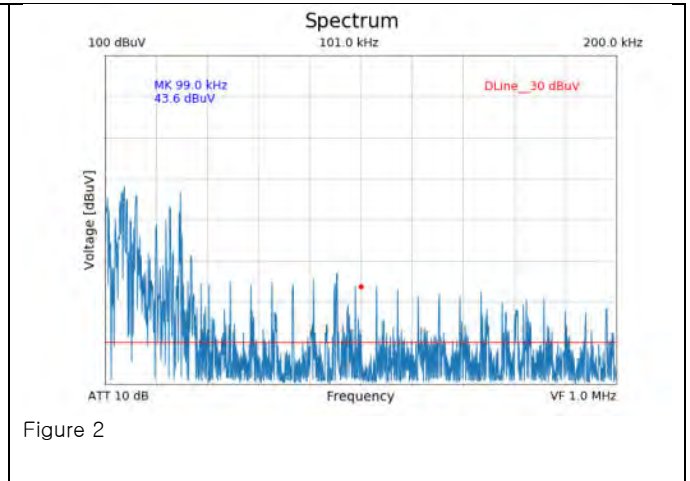 Spectrum
100 dBuV 101.0 kHz 200.0 kHz
MK 99.0 kHz DLine__30 dBuV
43.6 dBuV
Voltage [dBuV]
ATT 10 dB Frequency VF 1.0 MHz
Figure 2